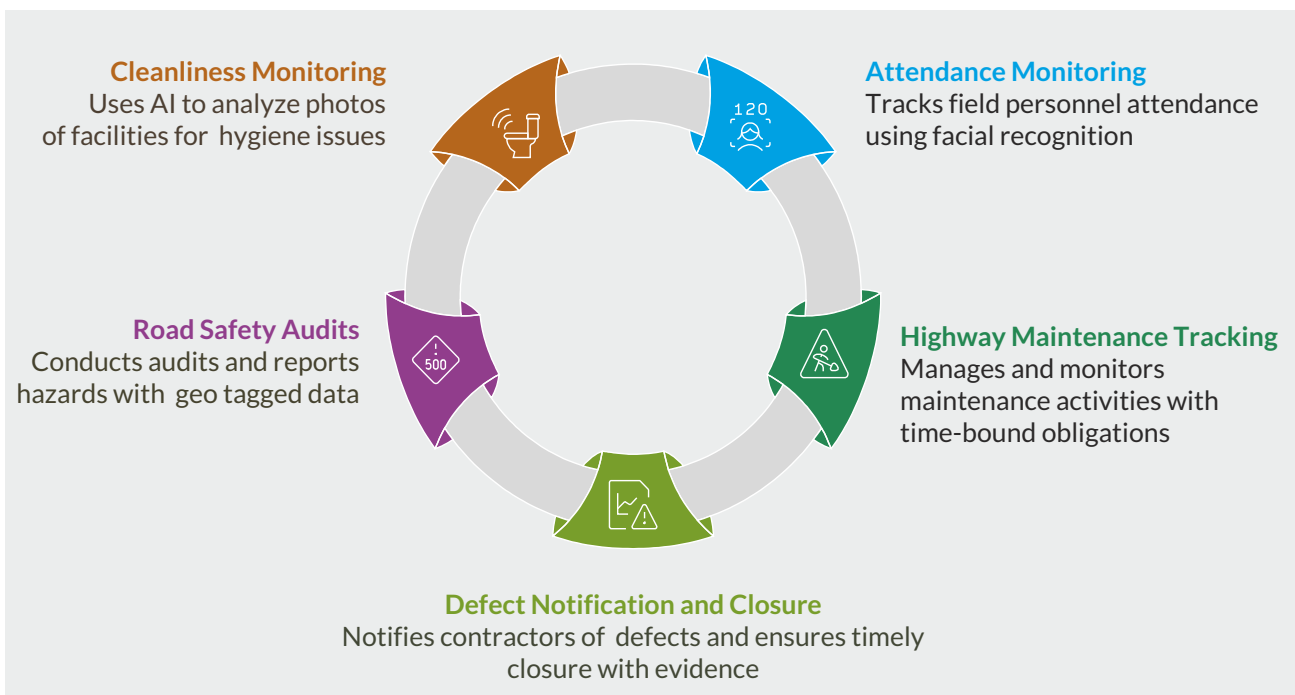 Cleanliness Monitoring
Uses AI to analyze photos
of facilities for hygiene issues
120
Attendance Monitoring
Tracks field personnel attendance
using facial recognition
Road Safety Audits
Conducts audits and reports
hazards with geo tagged data
500
Highway Maintenance Tracking
Manages and monitors
maintenance activities with
time-bound obligations
Defect Notification and Closure
Notifies contractors of defects and ensures timely
closure with evidence